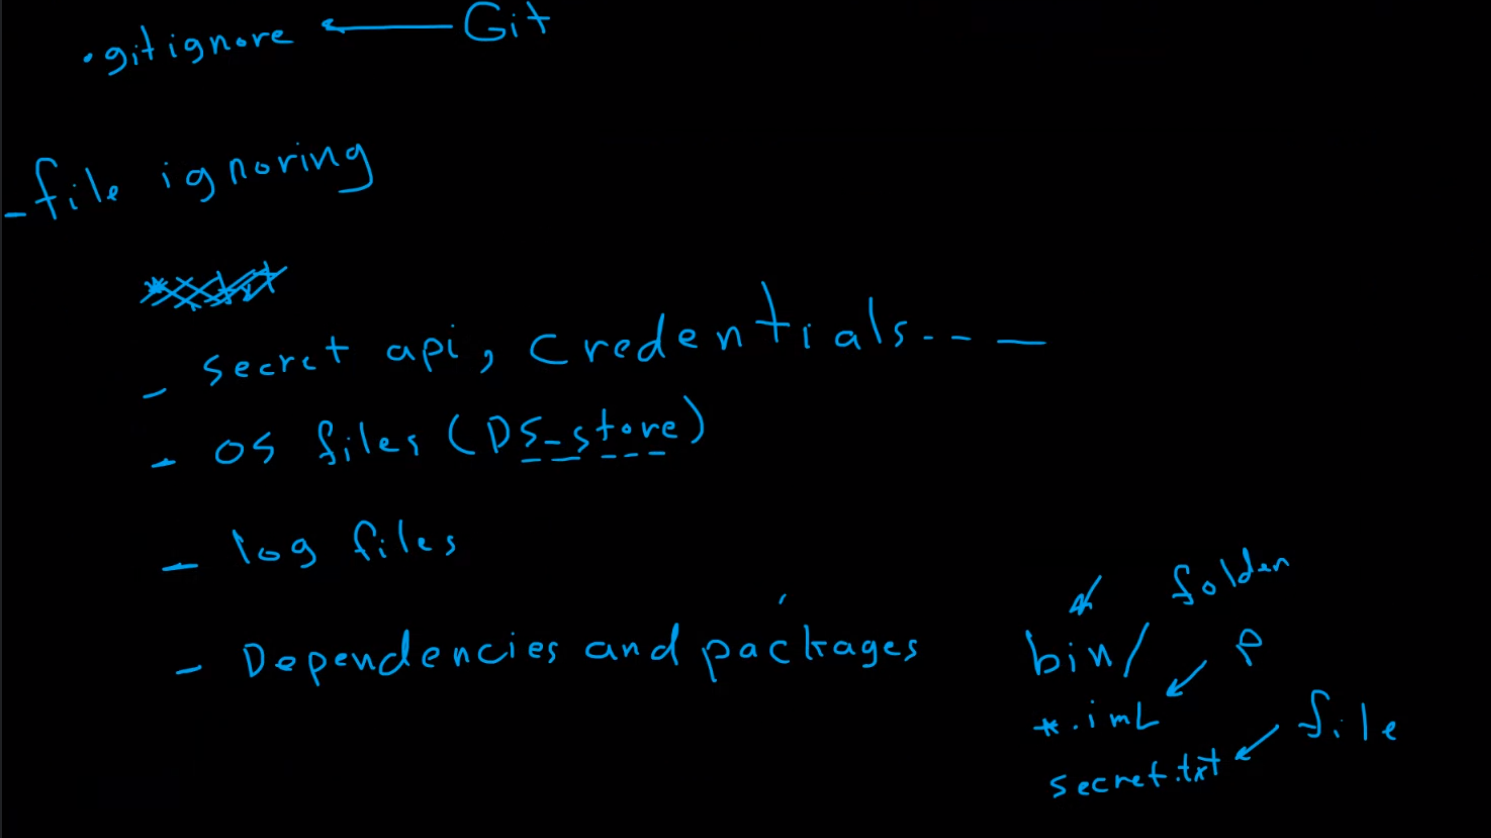 .gitignore ← Git
- file ignoring
- secret api, credentials-- —
- OS files (DS_store)
- log files
- Dependencies and packages
folder
bin/
P
*.iml
file
secret.txt